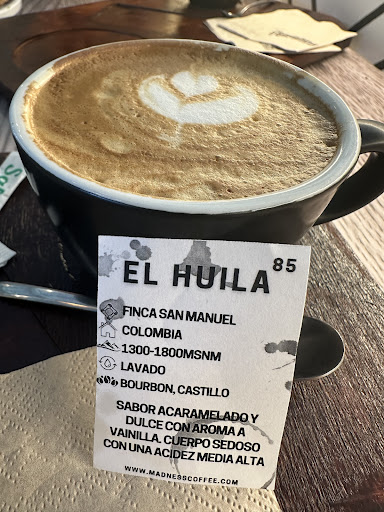 EL HUILA 85
FINCA SAN MANUEL
COLOMBIA
1300-1800MSNM
LAVADO
BOURBON, CASTILLO
SABOR ACARAMELADO Y
DULCE CON AROMA A
VAINILLA. CUERPO SEDOSO
CON UNA ACIDEZ MEDIA ALTA
WWW.MADNESSCOFFEE.COM